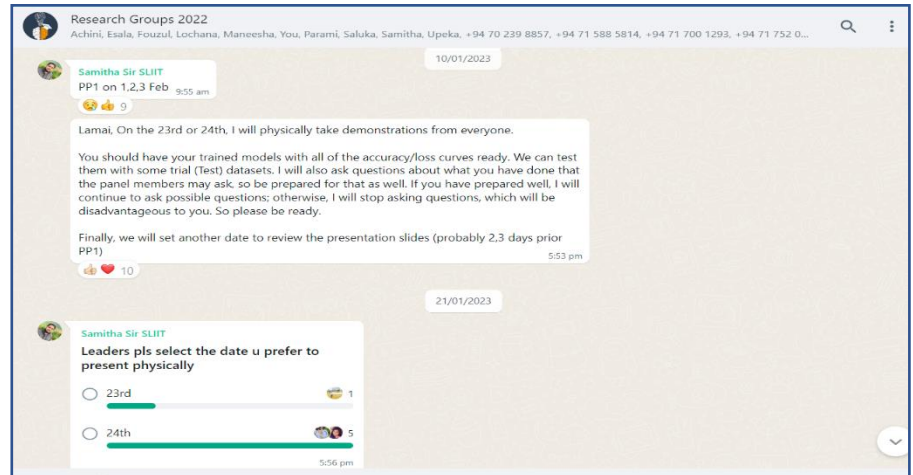 Research Groups 2022
Achini, Esala, Fouzul, Lochana, Maneesha, You, Parami, Saluka, Samitha, Upeka, +94 70 239 8857, +94 71 588 5814, +94 71 700 1293, +94 71 752 0...
10/01/2023
Samitha Sir SLIIT
PP1 on 1,2,3 Feb 9:55 am
9
Lamai, On the 23rd or 24th, I will physically take demonstrations from everyone.
You should have your trained models with all of the accuracy/loss curves ready. We can test
them with some trial (Test) datasets. I will also ask questions about what you have done that
the panel members may ask, so be prepared for that as well. If you have prepared well, I will
continue to ask possible questions; otherwise, I will stop asking questions, which will be
disadvantageous to you. So please be ready.
Finally, we will set another date to review the presentation slides (probably 2,3 days prior
PP1)
5:53 pm
10
21/01/2023
Samitha Sir SLIIT
Leaders pls select the date u prefer to
present physically
23rd 1
24th 5
5:56 pm